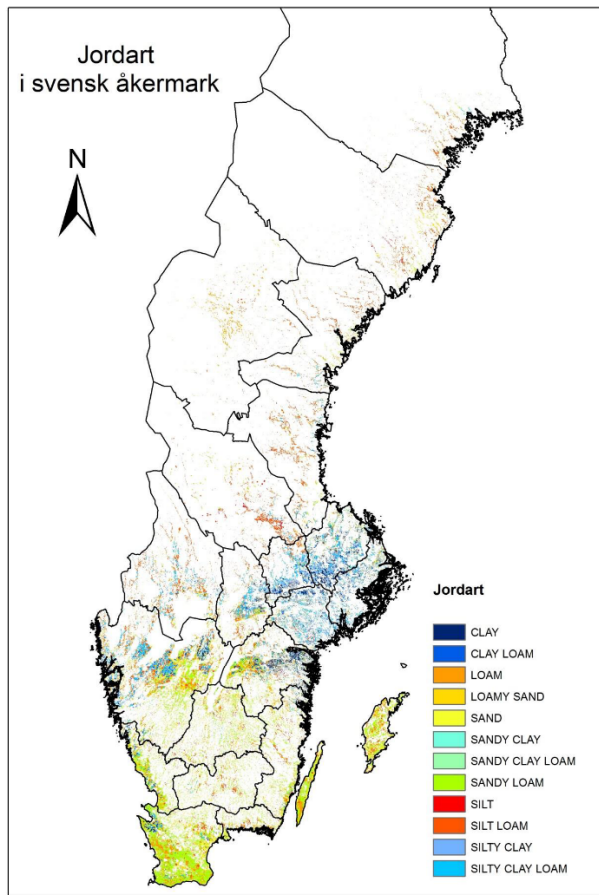 Jordart
i svensk åkermark
N
Jordart
CLAY
CLAY LOAM
LOAM
LOAMY SAND
SAND
SANDY CLAY
SANDY CLAY LOAM
SANDY LOAM
SILT
SILT LOAM
SILTY CLAY
SILTY CLAY LOAM